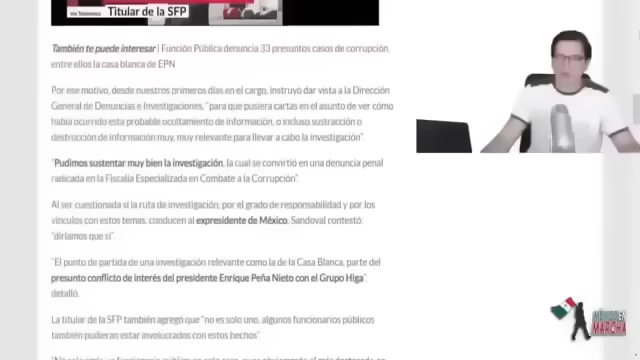 Vía Telefónica
Titular de la SFP
También te puede interesar | Función Pública denuncia 33 presuntos casos de corrupción,
entre ellos la casa blanca de EPN
Por ese motivo, desde nuestros primeros días en el cargo, instruyó dar vista a la Dirección
General de Denuncias e Investigaciones, "para que pusiera cartas en el asunto de ver cómo
había ocurrido esta probable ocultamiento de información, o incluso sustracción o
destrucción de información muy, muy relevante para llevar a cabo la investigación"
"Pudimos sustentar muy bien la investigación, la cual se convirtió en una denuncia penal
radicada en la Fiscalía Especializada en Combate a la Corrupción".
Al ser cuestionada si la ruta de investigación, por el grado de responsabilidad y por los
vínculos con estos temas, conducen al expresidente de México, Sandoval contestó:
"diríamos que sí".
"El punto de partida de una investigación relevante como la de la Casa Blanca, parte del
presunto conflicto de interés del presidente Enrique Peña Nieto con el Grupo Higa",
detalló.
La titular de la SFP también agregó que "no es solo uno, algunos funcionarios públicos
también pudieran estar involucrados con estos hechos".
MÉXICO EN
MARCHA